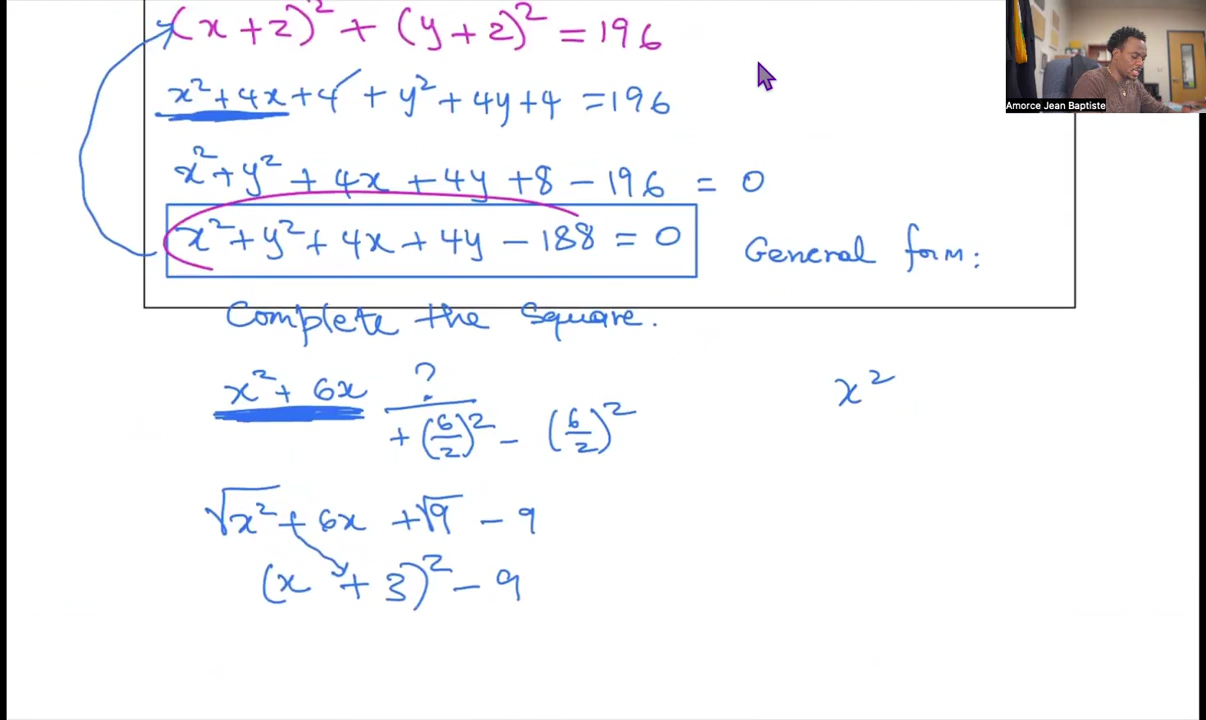 (x+2)² + (y+2)² = 196
x²+4x+4 + y²+4y+4 =196
x²+y² + 4x +4y +8 -196 = 0
x²+y²+4x+4y -188 = 0
General form:
Complete the Square.
x²+ 6x ?
+(6/2)² - (6/2)²
x²
√x²+6x +√9 -9
(x +3)² -9
Amorce Jean Baptiste